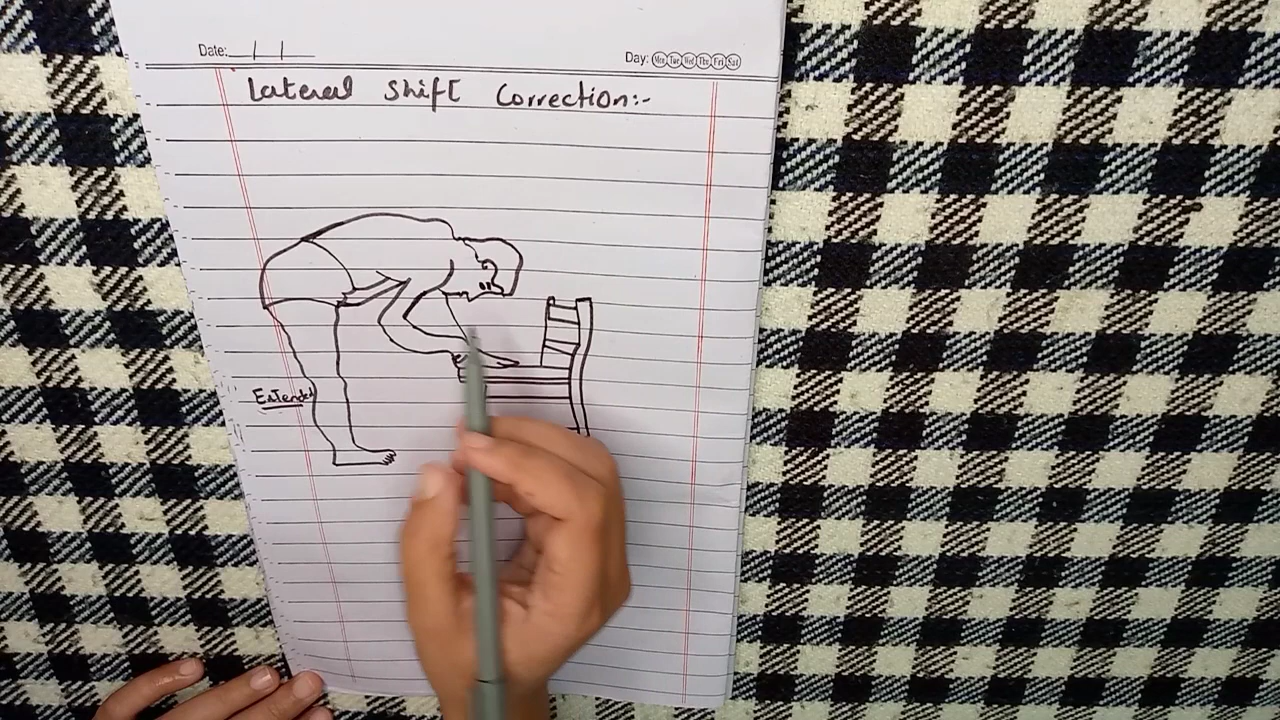 Date: Day: Mon Tue Wed Thu Fri Sat
Lateral Shift Correction:-
Extended